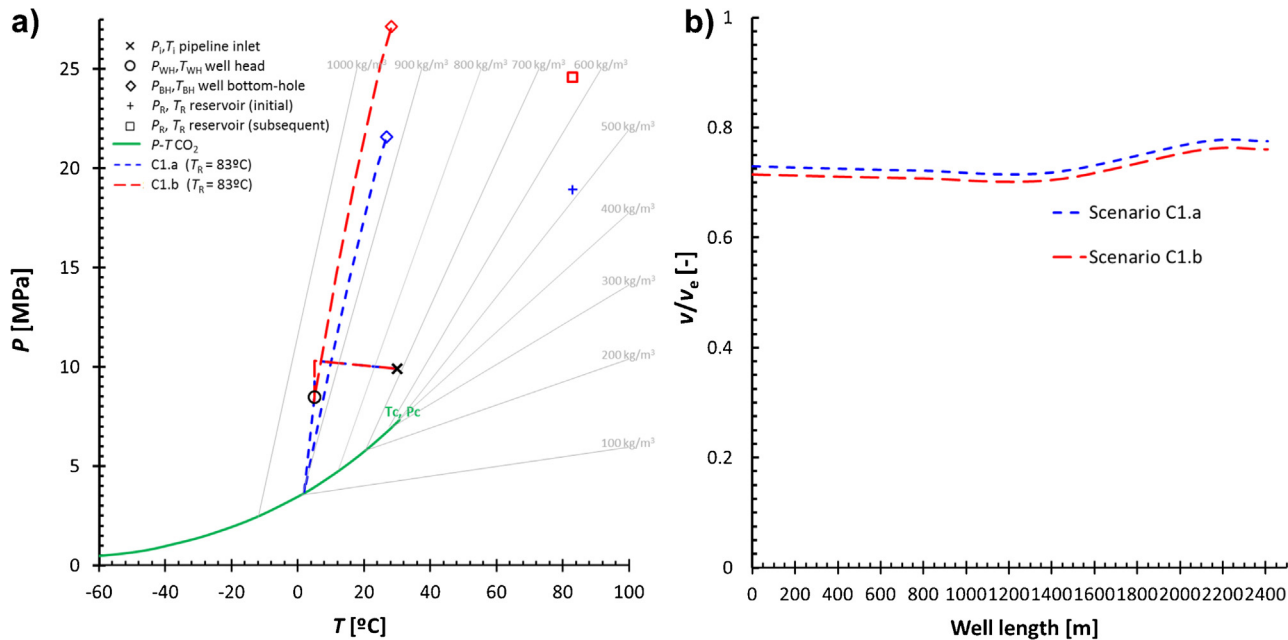 a)
P [MPa]
25
20
15
10
5
0
-60
-40
-20
0
20
40
60
80
100
T [ºC]
Pᵢ,Tᵢ pipeline inlet
P_WH,T_WH well head
P_BH,T_BH well bottom-hole
P_R, T_R reservoir (initial)
P_R, T_R reservoir (subsequent)
P-T CO₂
C1.a (T_R = 83ºC)
C1.b (T_R = 83ºC)
1000 kg/m³
900 kg/m³
800 kg/m³
700 kg/m³
600 kg/m³
500 kg/m³
400 kg/m³
300 kg/m³
200 kg/m³
100 kg/m³
Tc, Pc
b)
v/vₑ [-]
1
0.8
0.6
0.4
0.2
0
0
200
400
600
800
1000
1200
1400
1600
1800
2000
2200
2400
Well length [m]
Scenario C1.a
Scenario C1.b